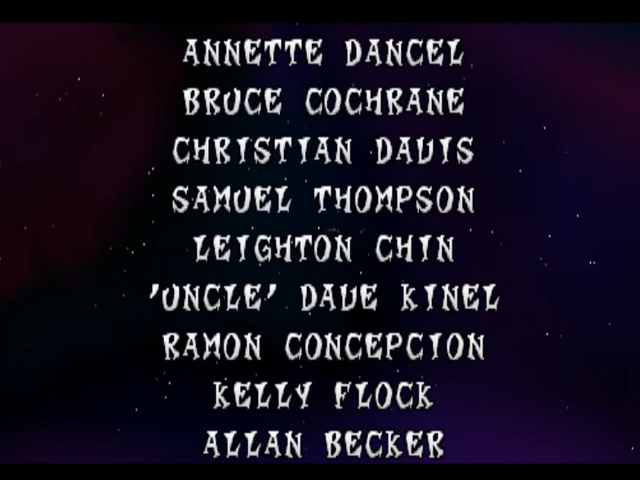 ANNETTE DANCEL
BRUCE COCHRANE
CHRISTIAN DAVIS
SAMUEL THOMPSON
LEIGHTON CHIN
'UNCLE' DAVE KINEL
RAMON CONCEPCION
KELLY FLOCK
ALLAN BECKER